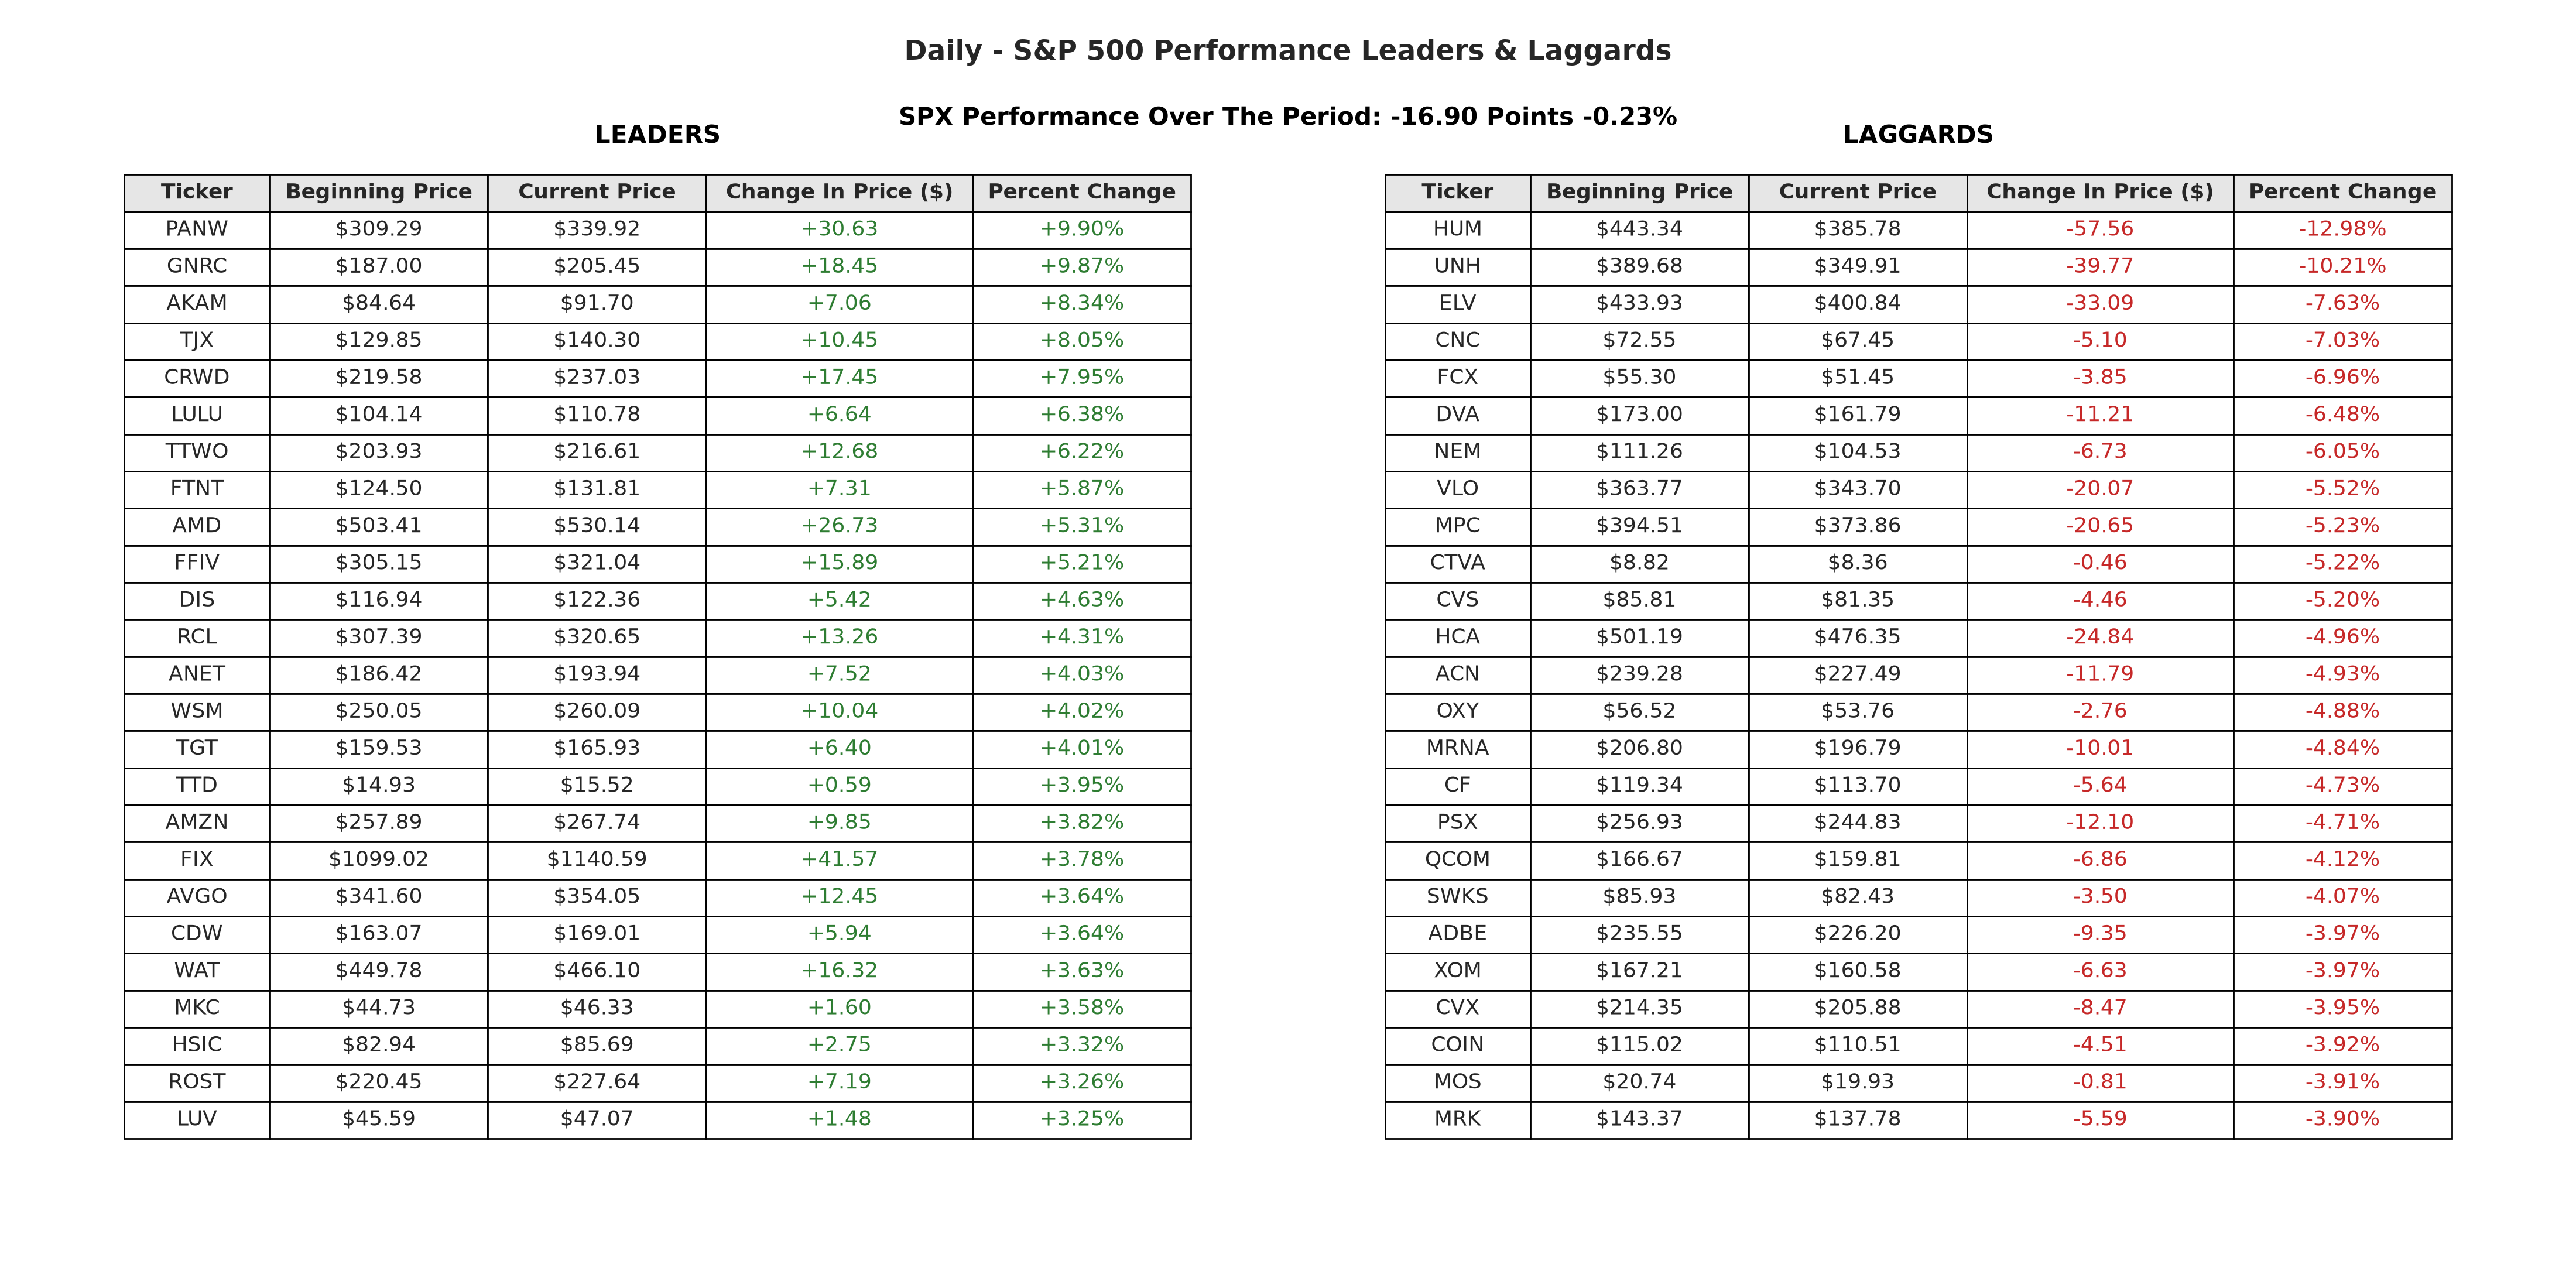 Daily - S&P 500 Performance Leaders & Laggards
SPX Performance Over The Period: -16.90 Points -0.23%
LEADERS
Ticker Beginning Price Current Price Change In Price ($) Percent Change
PANW $309.29 $339.92 +30.63 +9.90%
GNRC $187.00 $205.45 +18.45 +9.87%
AKAM $84.64 $91.70 +7.06 +8.34%
TJX $129.85 $140.30 +10.45 +8.05%
CRWD $219.58 $237.03 +17.45 +7.95%
LULU $104.14 $110.78 +6.64 +6.38%
TTWO $203.93 $216.61 +12.68 +6.22%
FTNT $124.50 $131.81 +7.31 +5.87%
AMD $503.41 $530.14 +26.73 +5.31%
FFIV $305.15 $321.04 +15.89 +5.21%
DIS $116.94 $122.36 +5.42 +4.63%
RCL $307.39 $320.65 +13.26 +4.31%
ANET $186.42 $193.94 +7.52 +4.03%
WSM $250.05 $260.09 +10.04 +4.02%
TGT $159.53 $165.93 +6.40 +4.01%
TTD $14.93 $15.52 +0.59 +3.95%
AMZN $257.89 $267.74 +9.85 +3.82%
FIX $1099.02 $1140.59 +41.57 +3.78%
AVGO $341.60 $354.05 +12.45 +3.64%
CDW $163.07 $169.01 +5.94 +3.64%
WAT $449.78 $466.10 +16.32 +3.63%
MKC $44.73 $46.33 +1.60 +3.58%
HSIC $82.94 $85.69 +2.75 +3.32%
ROST $220.45 $227.64 +7.19 +3.26%
LUV $45.59 $47.07 +1.48 +3.25%
LAGGARDS
Ticker Beginning Price Current Price Change In Price ($) Percent Change
HUM $443.34 $385.78 -57.56 -12.98%
UNH $389.68 $349.91 -39.77 -10.21%
ELV $433.93 $400.84 -33.09 -7.63%
CNC $72.55 $67.45 -5.10 -7.03%
FCX $55.30 $51.45 -3.85 -6.96%
DVA $173.00 $161.79 -11.21 -6.48%
NEM $111.26 $104.53 -6.73 -6.05%
VLO $363.77 $343.70 -20.07 -5.52%
MPC $394.51 $373.86 -20.65 -5.23%
CTVA $8.82 $8.36 -0.46 -5.22%
CVS $85.81 $81.35 -4.46 -5.20%
HCA $501.19 $476.35 -24.84 -4.96%
ACN $239.28 $227.49 -11.79 -4.93%
OXY $56.52 $53.76 -2.76 -4.88%
MRNA $206.80 $196.79 -10.01 -4.84%
CF $119.34 $113.70 -5.64 -4.73%
PSX $256.93 $244.83 -12.10 -4.71%
QCOM $166.67 $159.81 -6.86 -4.12%
SWKS $85.93 $82.43 -3.50 -4.07%
ADBE $235.55 $226.20 -9.35 -3.97%
XOM $167.21 $160.58 -6.63 -3.97%
CVX $214.35 $205.88 -8.47 -3.95%
COIN $115.02 $110.51 -4.51 -3.92%
MOS $20.74 $19.93 -0.81 -3.91%
MRK $143.37 $137.78 -5.59 -3.90%